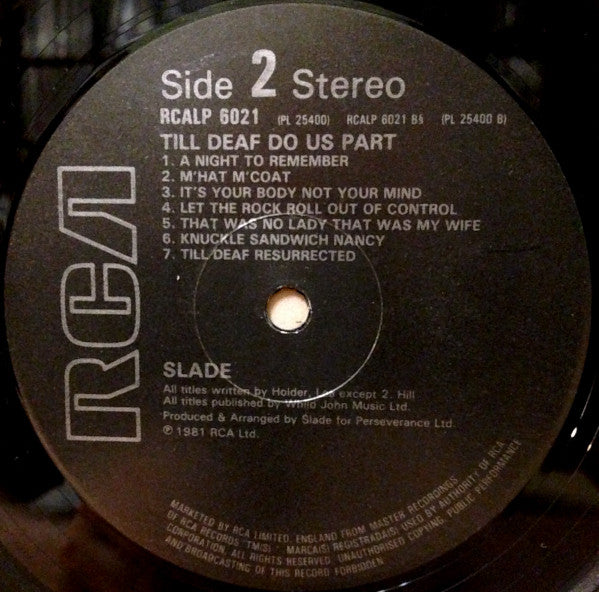 Side 2 Stereo
RCALP 6021 (PL 25400) RCALP 6021 B§ (PL 25400 B)
TILL DEAF DO US PART
1. A NIGHT TO REMEMBER
2. M'HAT M'COAT
3. IT'S YOUR BODY NOT YOUR MIND
4. LET THE ROCK ROLL OUT OF CONTROL
5. THAT WAS NO LADY THAT WAS MY WIFE
6. KNUCKLE SANDWICH NANCY
7. TILL DEAF RESURRECTED
RCA
SLADE
All titles written by Holder, Lea except 2. Hill
All titles published by Whild John Music Ltd.
Produced & Arranged by Slade for Perseverance Ltd.
℗ 1981 RCA Ltd.
MARKETED BY RCA LIMITED, ENGLAND FROM MASTER RECORDINGS
OF RCA RECORDS. TM(S) · MARCA(S) REGISTRADA(S) USED BY AUTHORITY OF RCA
CORPORATION. ALL RIGHTS RESERVED. UNAUTHORISED COPYING, PUBLIC PERFORMANCE
AND BROADCASTING OF THIS RECORD FORBIDDEN